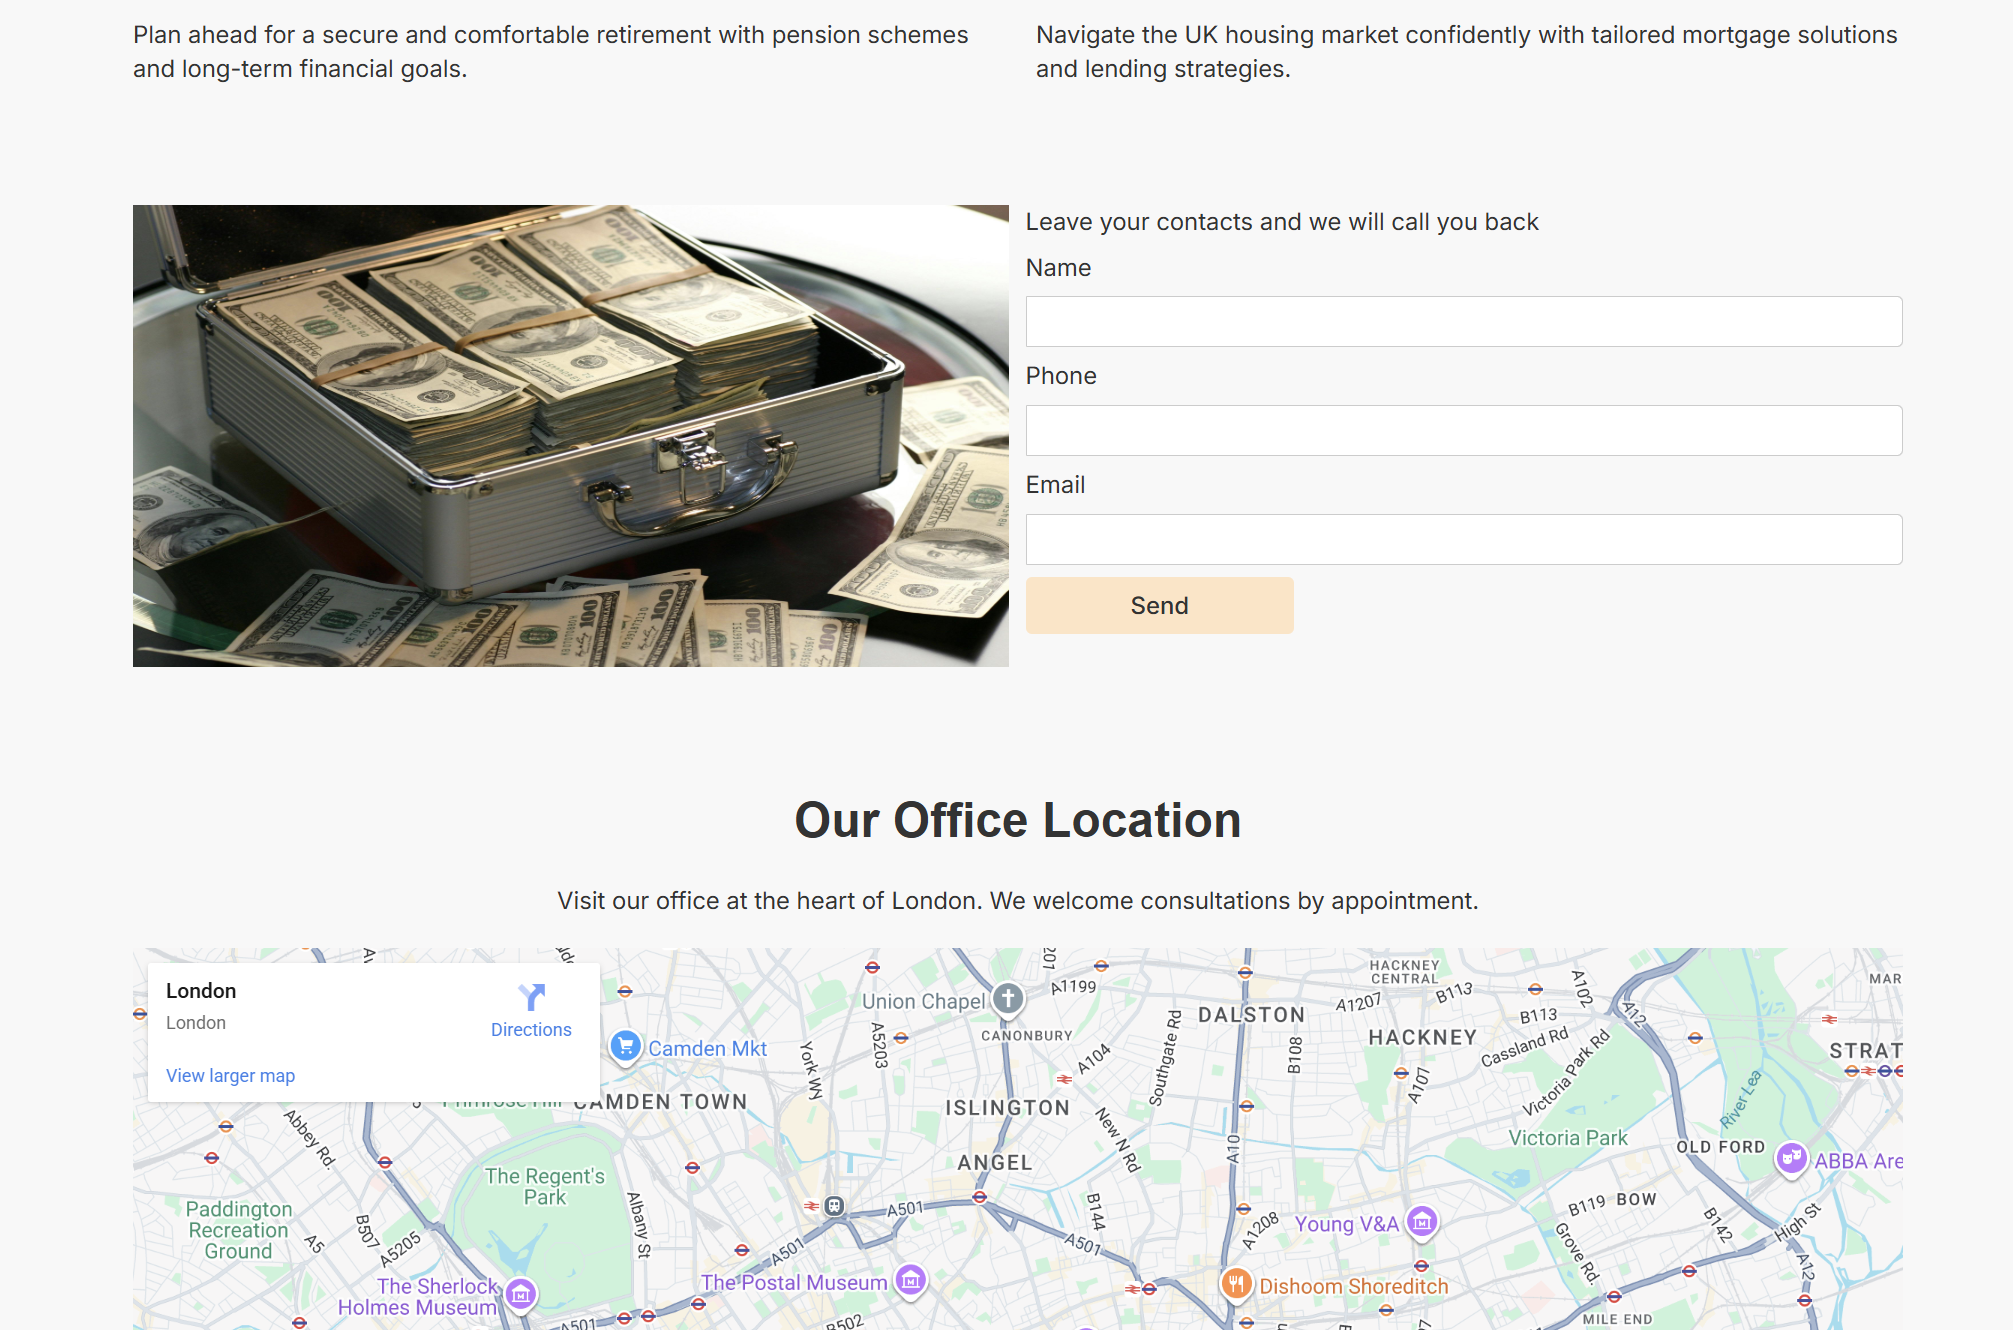 Plan ahead for a secure and comfortable retirement with pension schemes
and long-term financial goals.
Navigate the UK housing market confidently with tailored mortgage solutions
and lending strategies.
Leave your contacts and we will call you back
Name
Phone
Email
Send
Our Office Location
Visit our office at the heart of London. We welcome consultations by appointment.
London
London
Directions
View larger map
Camden Mkt
CAMDEN TOWN
Union Chapel
CANONBURY
A1199
A5203
York Wy
A104
ISLINGTON
ANGEL
New N Rd
Southgate Rd
DALSTON
B108
A10
HACKNEY
CENTRAL
A1207
B113
HACKNEY
A107
B113
Cassland Rd
Victoria Park Rd
A102
A12
MAR
STRAT
River Lea
Victoria Park
OLD FORD
ABBA Are
Abbey Rd.
The Regent's
Park
Albany St
Paddington
Recreation
Ground
A5
B507
A5205
The Sherlock
Holmes Museum
A501
A501
A501
A501
The Postal Museum
B502
B144
A1208
Young V&A
Dishoom Shoreditch
B119
BOW
B142
High St
Grove Rd
A12
MILE END